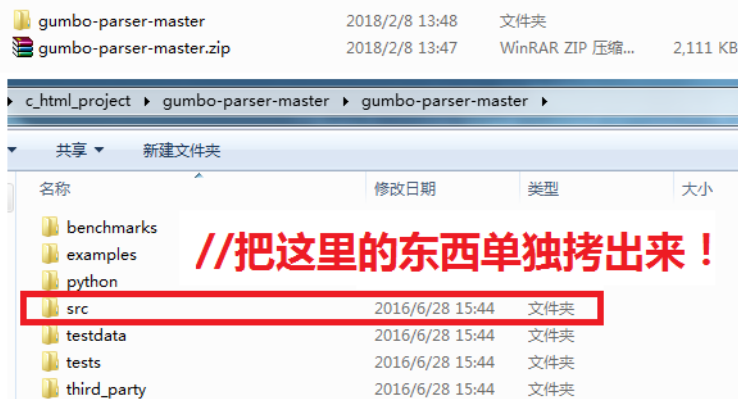 gumbo-parser-master 2018/2/8 13:48 文件夹
gumbo-parser-master.zip 2018/2/8 13:47 WinRAR ZIP 压缩... 2,111 KB
c_html_project gumbo-parser-master gumbo-parser-master
共享 新建文件夹
名称 修改日期 类型 大小
benchmarks
examples
//把这里的东西单独拷出来！
python
src 2016/6/28 15:44 文件夹
testdata 2016/6/28 15:44 文件夹
tests 2016/6/28 15:44 文件夹
third_party 2016/6/28 15:44 文件夹